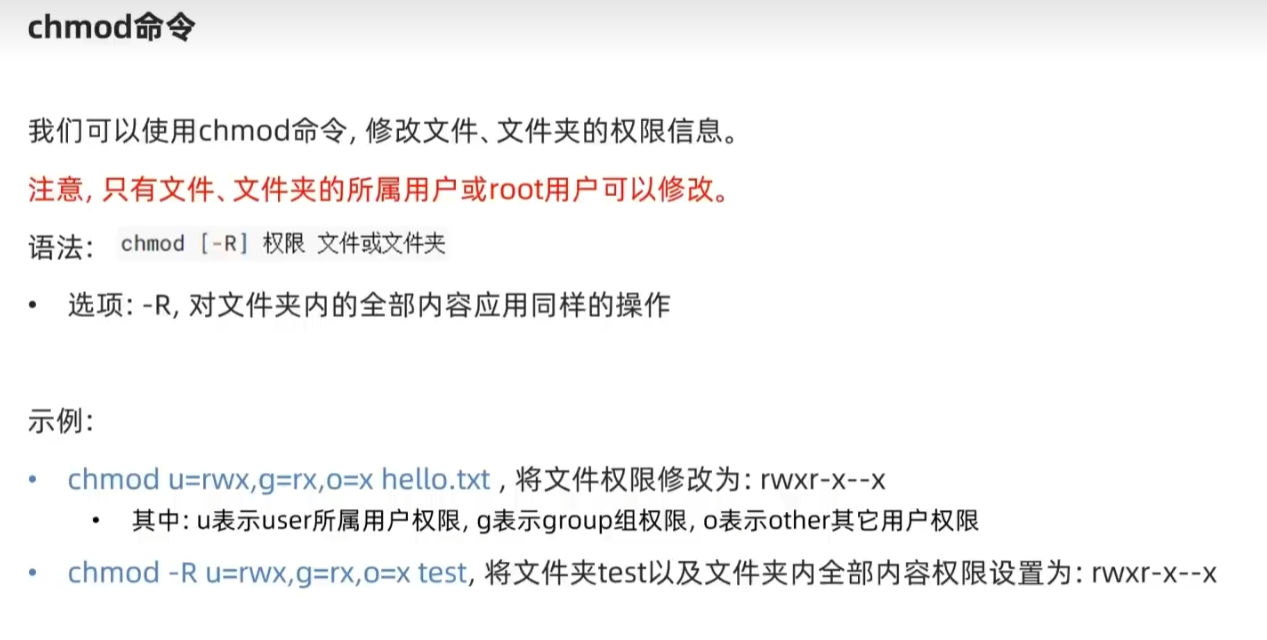 chmod命令
我们可以使用chmod命令, 修改文件、文件夹的权限信息。
注意, 只有文件、文件夹的所属用户或root用户可以修改。
语法： chmod [-R] 权限 文件或文件夹
• 选项: -R, 对文件夹内的全部内容应用同样的操作
示例：
• chmod u=rwx,g=rx,o=x hello.txt , 将文件权限修改为: rwxr-x--x
• 其中: u表示user所属用户权限, g表示group组权限, o表示other其它用户权限
• chmod -R u=rwx,g=rx,o=x test, 将文件夹test以及文件夹内全部内容权限设置为: rwxr-x--x